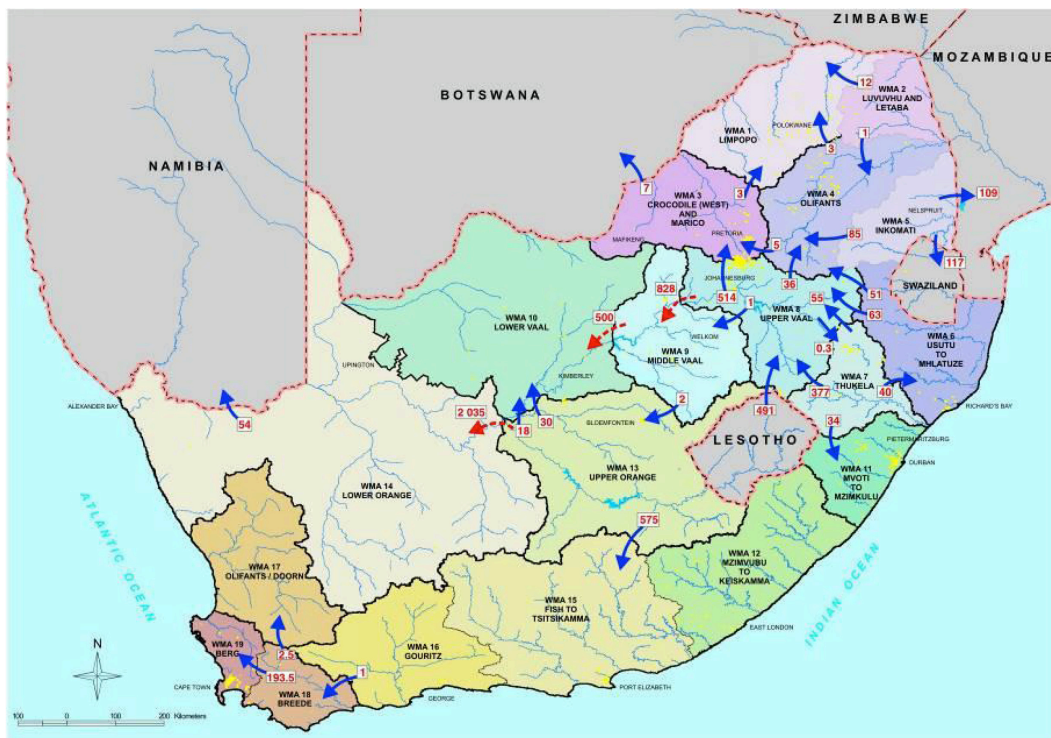 ZIMBABWE
MOZAMBIQUE
BOTSWANA
NAMIBIA
12
WMA 2
LUVUVHU AND
LETABA
POLOKWANE
WMA 1
LIMPOPO
3
1
7
WMA 3
CROCODILE (WEST)
AND
MARICO
3
WMA 4
OLIFANTS
109
NELSPRUIT
WMA 5
INKOMATI
MAFIKENG
PRETORIA
5
85
117
JOHANNESBURG
36
SWAZILAND
828
514
51
55
63
1
WMA 8
UPPER VAAL
500
WMA 10
LOWER VAAL
WELKOM
0.3
WMA 6
USUTU
TO
MHLATUZE
WMA 9
MIDDLE VAAL
UPINGTON
KIMBERLEY
WMA 7
THUKELA
377
40
ALEXANDER BAY
54
2 035
18
30
2
491
RICHARD'S BAY
BLOEMFONTEIN
34
LESOTHO
PIETERMARITZBURG
DURBAN
WMA 13
UPPER ORANGE
WMA 11
MVOTI
TO
MZIMKULU
WMA 14
LOWER ORANGE
ATLANTIC OCEAN
575
WMA 12
MZIMVUBU
TO
KEISKAMMA
WMA 17
OLIFANTS / DOORN
WMA 15
FISH TO
TSITSIKAMMA
INDIAN OCEAN
EAST LONDON
N
WMA 19
BERG
2.5
WMA 16
GOURITZ
193.5
1
CAPE TOWN
WMA 18
BREEDE
GEORGE
PORT ELIZABETH
100 0 100 200 Kilometers